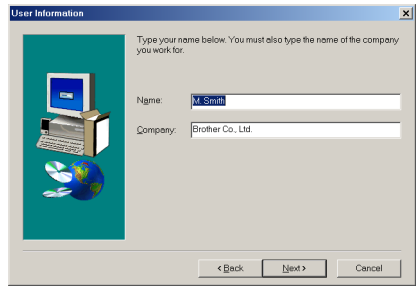 User Information
Type your name below. You must also type the name of the company
you work for.
Name:
M. Smith
Company:
Brother Co., Ltd.
< Back
Next >
Cancel